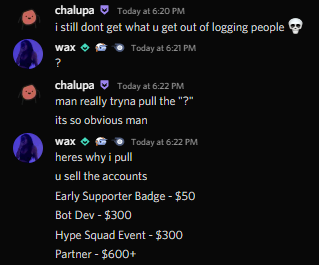 chalupa Today at 6:20 PM
i still dont get what u get out of logging people 💀
wax Today at 6:21 PM
?
chalupa Today at 6:22 PM
man really tryna pull the "?"
its so obvious man
wax Today at 6:22 PM
heres why i pull
u sell the accounts
Early Supporter Badge - $50
Bot Dev - $300
Hype Squad Event - $300
Partner - $600+